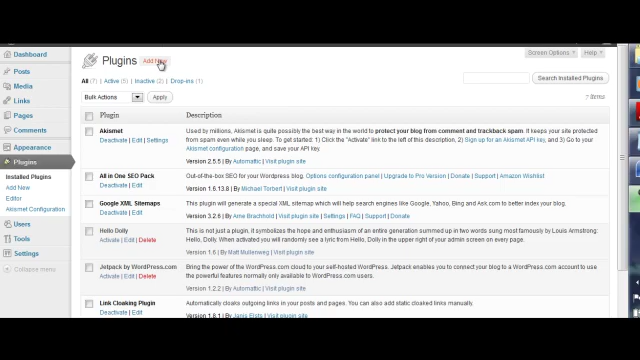 Dashboard
Posts
Media
Links
Pages
Comments
Appearance
Plugins
Installed Plugins
Add New
Editor
Akismet Configuration
Users
Tools
Settings
Collapse menu
Screen Options
Help
Plugins
Add New
All (7) | Active (5) | Inactive (2) | Drop-ins (1)
Search Installed Plugins
Bulk Actions
Apply
7 items
Plugin
Description
Akismet
Deactivate | Edit | Settings
Used by millions, Akismet is quite possibly the best way in the world to protect your blog from comment and trackback spam. It keeps your site protected
from spam even while you sleep. To get started: 1) Click the "Activate" link to the left of this description, 2) Sign up for an Akismet API key, and 3) Go to your
Akismet configuration page, and save your API key.
Version 2.5.5 | By Automattic | Visit plugin site
All in One SEO Pack
Deactivate | Edit
Out-of-the-box SEO for your Wordpress blog. Options configuration panel | Upgrade to Pro Version | Donate | Support | Amazon Wishlist
Version 1.6.13.8 | By Michael Torbert | Visit plugin site
Google XML Sitemaps
Deactivate | Edit
This plugin will generate a special XML sitemap which will help search engines like Google, Yahoo, Bing and Ask.com to better index your blog.
Version 3.2.6 | By Arne Brachhold | Visit plugin site | Settings | FAQ | Support | Donate
Hello Dolly
Activate | Edit | Delete
This is not just a plugin, it symbolizes the hope and enthusiasm of an entire generation summed up in two words sung most famously by Louis Armstrong:
Hello, Dolly. When activated you will randomly see a lyric from Hello, Dolly in the upper right of your admin screen on every page.
Version 1.6 | By Matt Mullenweg | Visit plugin site
Jetpack by WordPress.com
Activate | Edit | Delete
Bring the power of the WordPress.com cloud to your self-hosted WordPress. Jetpack enables you to connect your blog to a WordPress.com account to use the
powerful features normally only available to WordPress.com users.
Version 1.2.2 | By Automattic | Visit plugin site
Link Cloaking Plugin
Deactivate | Edit
Automatically cloaks outgoing links in your posts and pages. You can also add static cloaked links manually.
Version 1.8.1 | By Janis Elsts | Visit plugin site